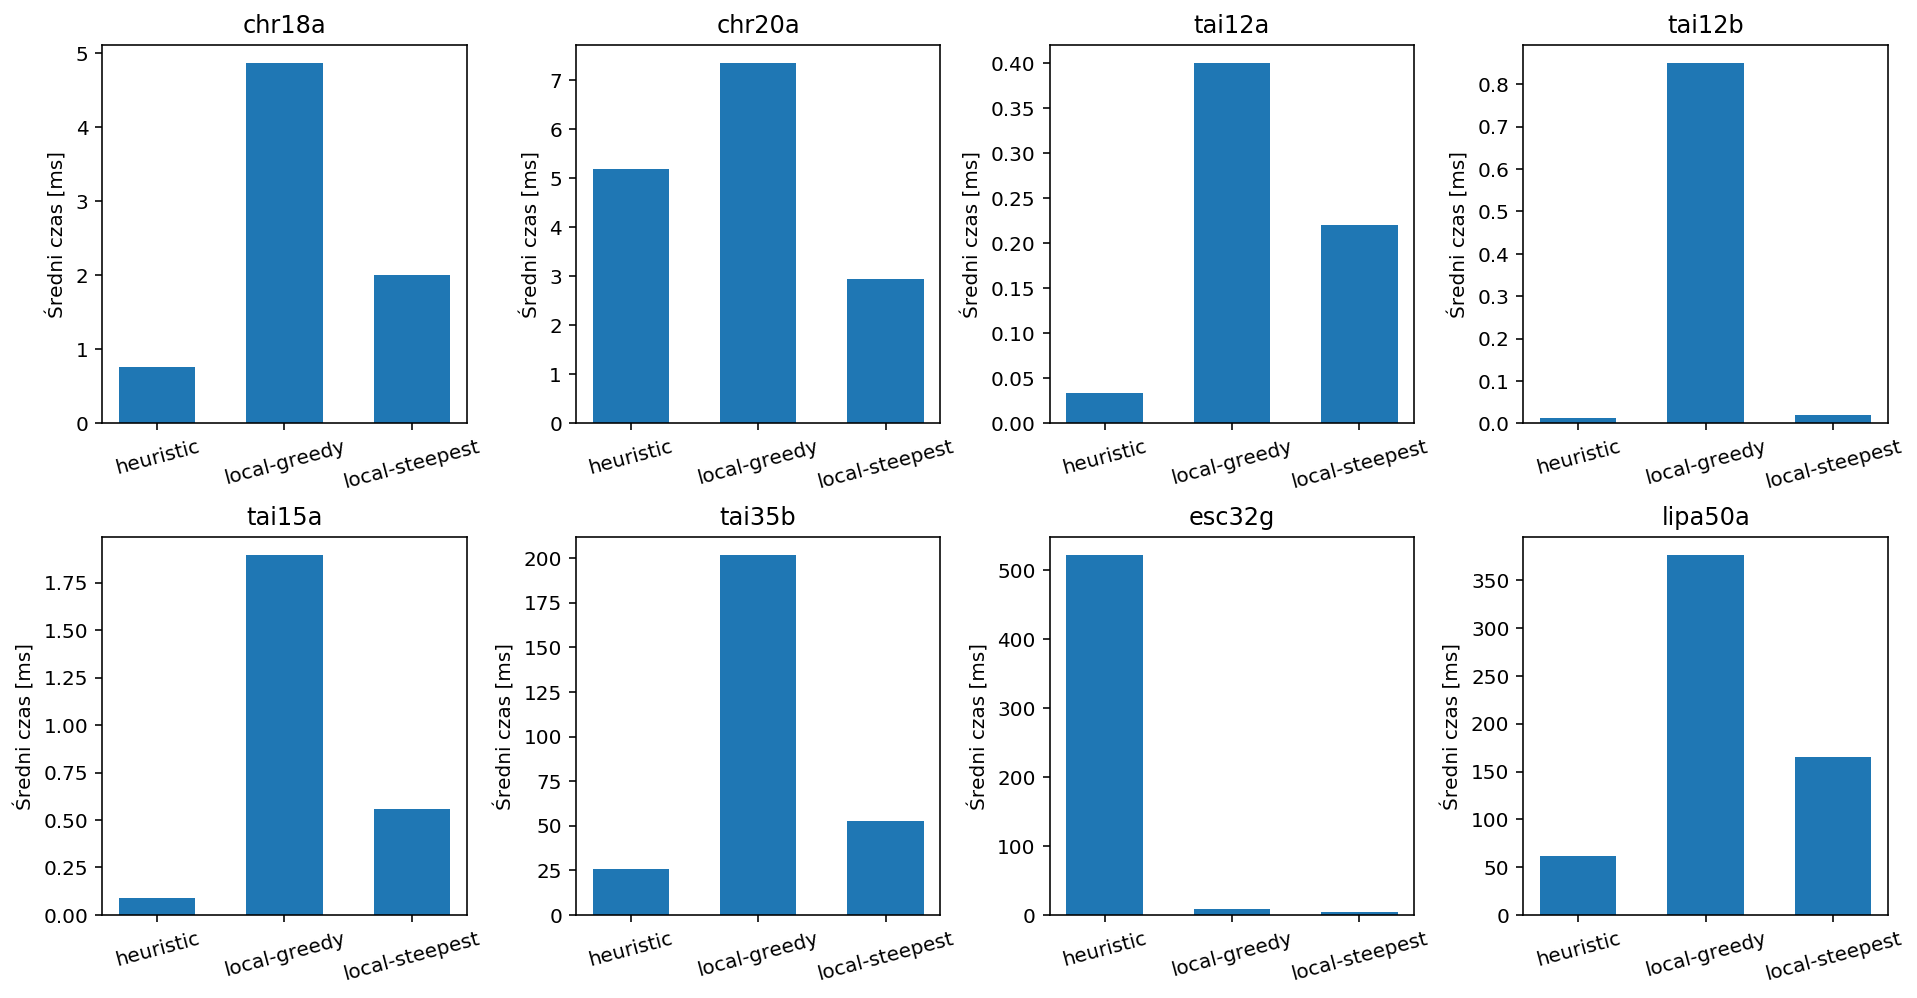 chr18a
Średni czas [ms]
5
4
3
2
1
0
heuristic
local-greedy
local-steepest
chr20a
Średni czas [ms]
7
6
5
4
3
2
1
0
heuristic
local-greedy
local-steepest
tai12a
Średni czas [ms]
0.40
0.35
0.30
0.25
0.20
0.15
0.10
0.05
0.00
heuristic
local-greedy
local-steepest
tai12b
Średni czas [ms]
0.8
0.7
0.6
0.5
0.4
0.3
0.2
0.1
0.0
heuristic
local-greedy
local-steepest
tai15a
Średni czas [ms]
1.75
1.50
1.25
1.00
0.75
0.50
0.25
0.00
heuristic
local-greedy
local-steepest
tai35b
Średni czas [ms]
200
175
150
125
100
75
50
25
0
heuristic
local-greedy
local-steepest
esc32g
Średni czas [ms]
500
400
300
200
100
0
heuristic
local-greedy
local-steepest
lipa50a
Średni czas [ms]
350
300
250
200
150
100
50
0
heuristic
local-greedy
local-steepest